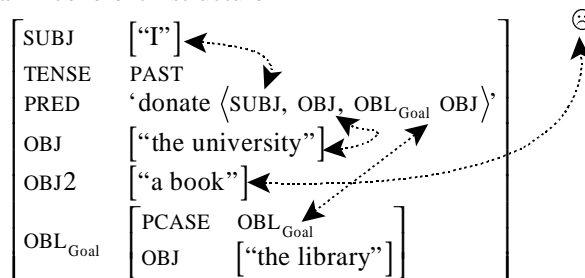 SUBJ ["I"]
TENSE PAST
PRED ‘donate ⟨SUBJ, OBJ, OBL_Goal OBJ⟩’
OBJ ["the university"]
OBJ2 ["a book"]
OBL_Goal [PCASE OBL_Goal
OBJ ["the library"]]